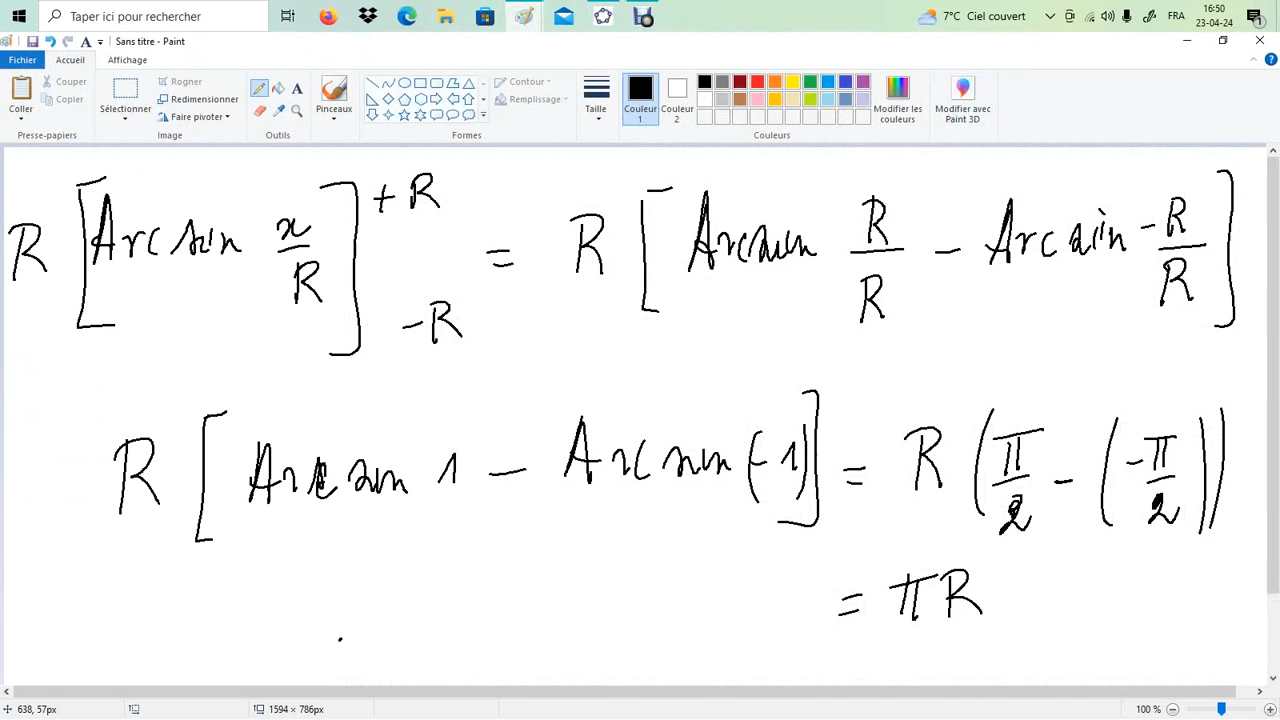 Taper ici pour rechercher
7°C Ciel couvert
FRA
16:50
23-04-24
1
Sans titre - Paint
Fichier Accueil Affichage
Coller
Couper
Copier
Presse-papiers
Sélectionner
Rogner
Redimensionner
Faire pivoter
Image
A
Outils
Pinceaux
Contour
Remplissage
Formes
Taille
Couleur 1
Couleur 2
Modifier les couleurs
Couleurs
Modifier avec Paint 3D
R [Arcsin x/R]+R -R = R [Arcsin R/R - Arcsin -R/R]
R [Arcsin 1 - Arcsin (-1)] = R (π/2 - (-π/2))
= πR
638, 57px
1594 × 786px
100 %